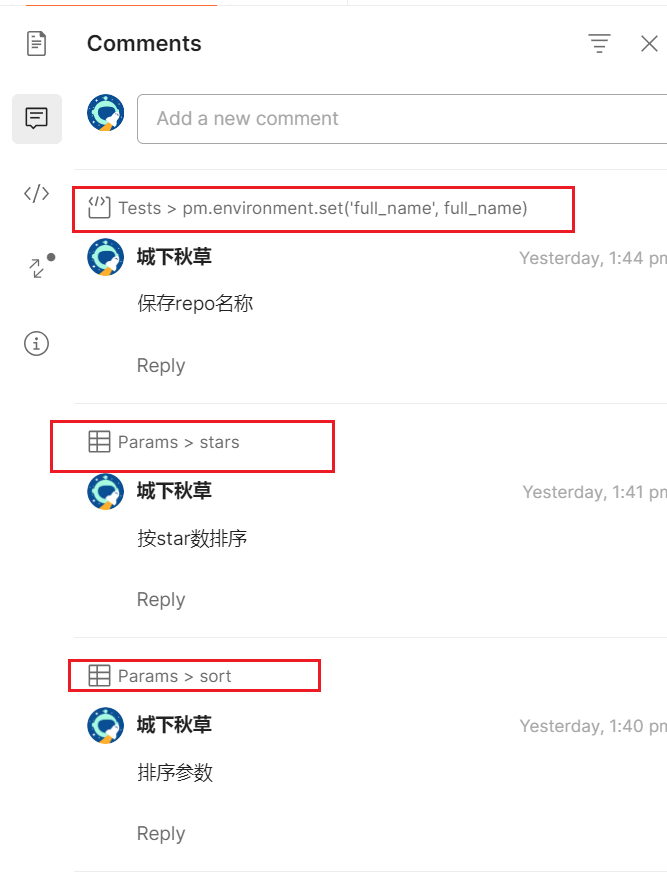 Comments
Add a new comment
Tests > pm.environment.set('full_name', full_name)
城下秋草 Yesterday, 1:44 pm
保存repo名称
Reply
Params > stars
城下秋草 Yesterday, 1:41 pm
按star数排序
Reply
Params > sort
城下秋草 Yesterday, 1:40 pm
排序参数
Reply